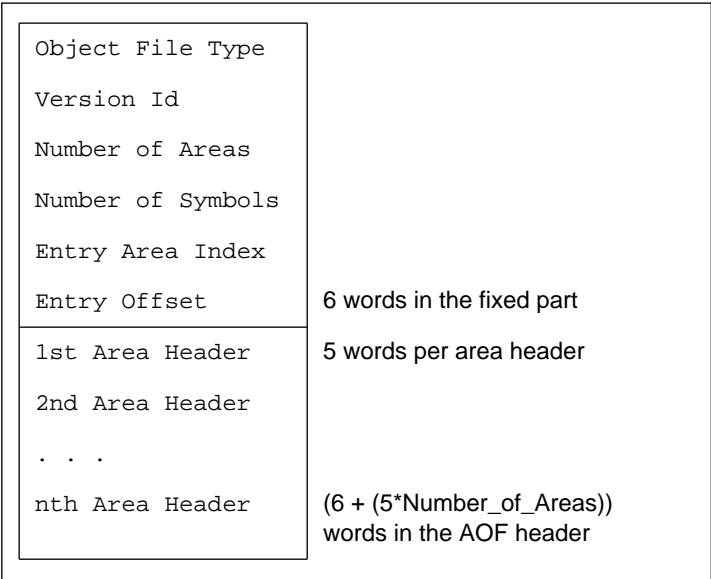 Object File Type
Version Id
Number of Areas
Number of Symbols
Entry Area Index
Entry Offset 6 words in the fixed part
1st Area Header 5 words per area header
2nd Area Header
. . .
nth Area Header (6 + (5*Number_of_Areas))
words in the AOF header